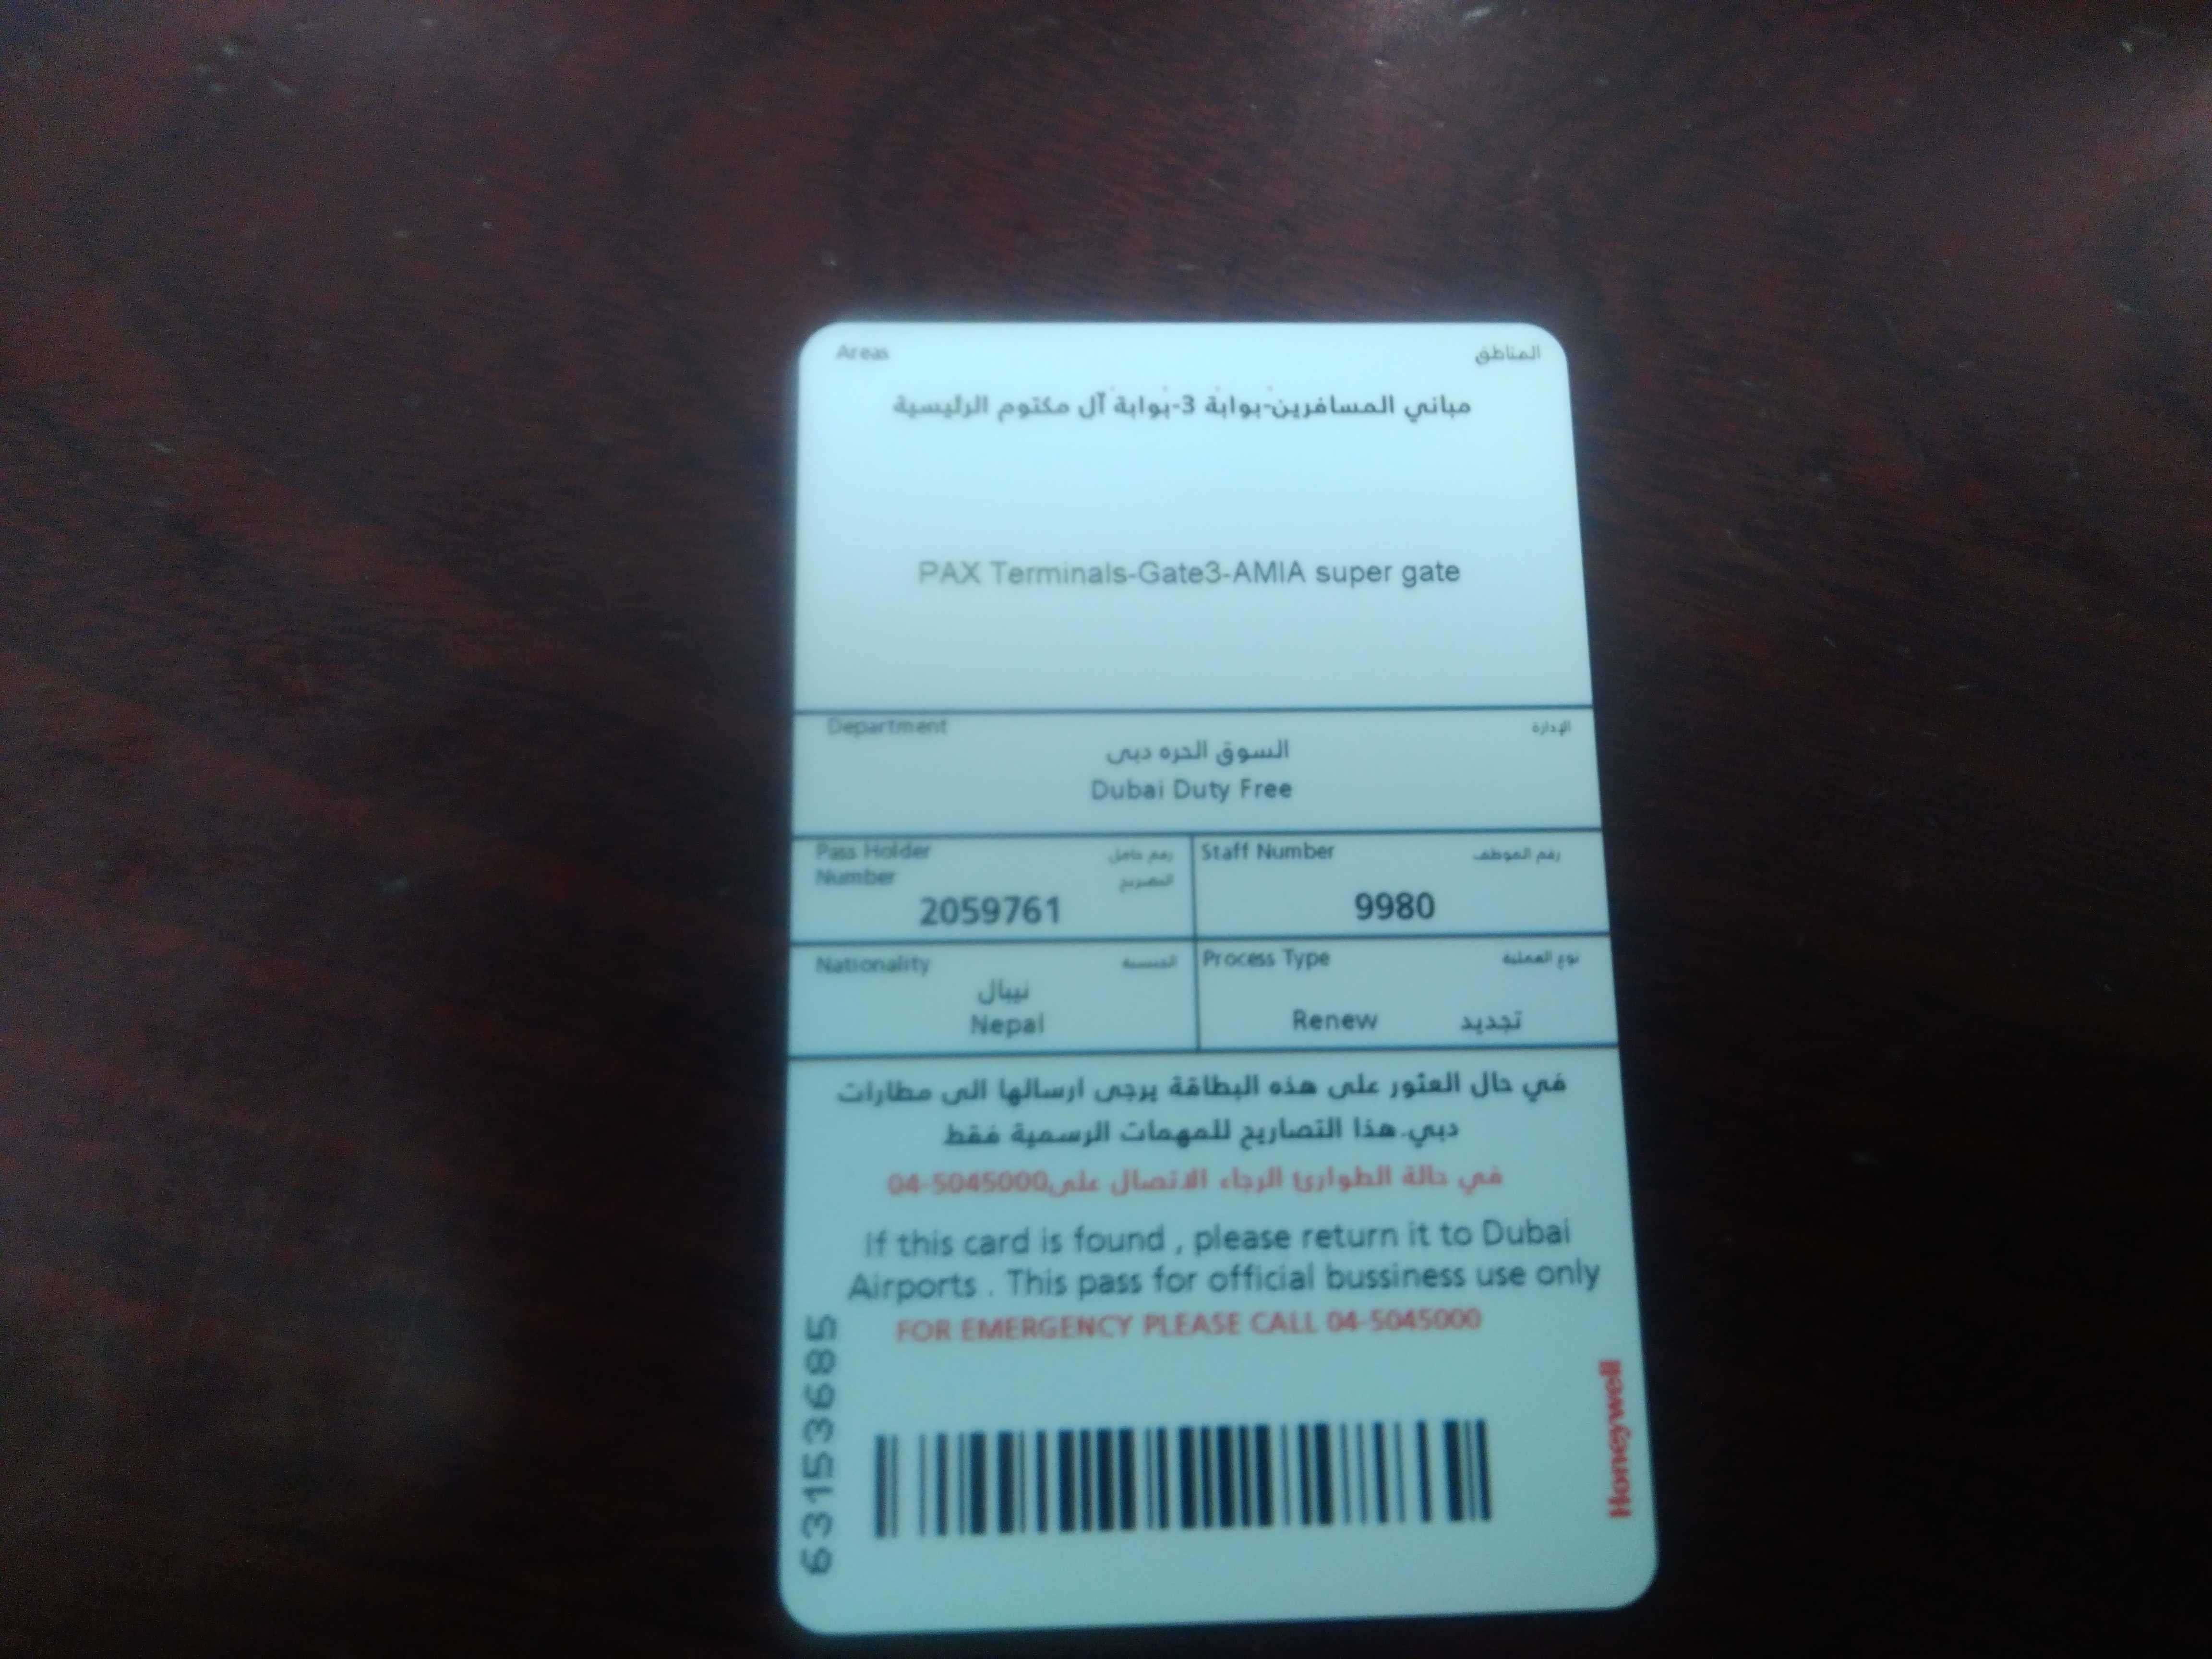 Areas المناطق
مباني المسافرين-بوابة 3-بوابة آل مكتوم الرئيسية
PAX Terminals-Gate3-AMIA super gate
Department الإدارة
السوق الحره دبى
Dubai Duty Free
Pass Holder رقم حامل
Number التصريح
2059761
Staff Number رقم الموظف
9980
Nationality الجنسية
نيبال
Nepal
Process Type نوع العملية
Renew تجديد
في حال العثور على هذه البطاقة يرجى ارسالها الى مطارات
دبي.هذا التصاريح للمهمات الرسمية فقط
في حالة الطوارئ الرجاء الاتصال على04-5045000
If this card is found , please return it to Dubai
Airports . This pass for official bussiness use only
FOR EMERGENCY PLEASE CALL 04-5045000
63153685
Honeywell